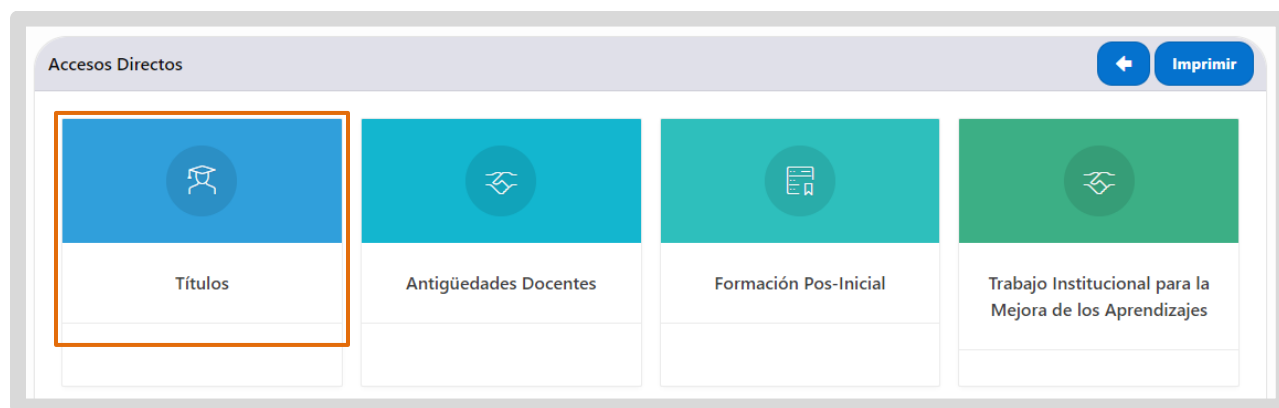 Accesos Directos
Imprimir
Títulos
Antigüedades Docentes
Formación Pos-Inicial
Trabajo Institucional para la
Mejora de los Aprendizajes